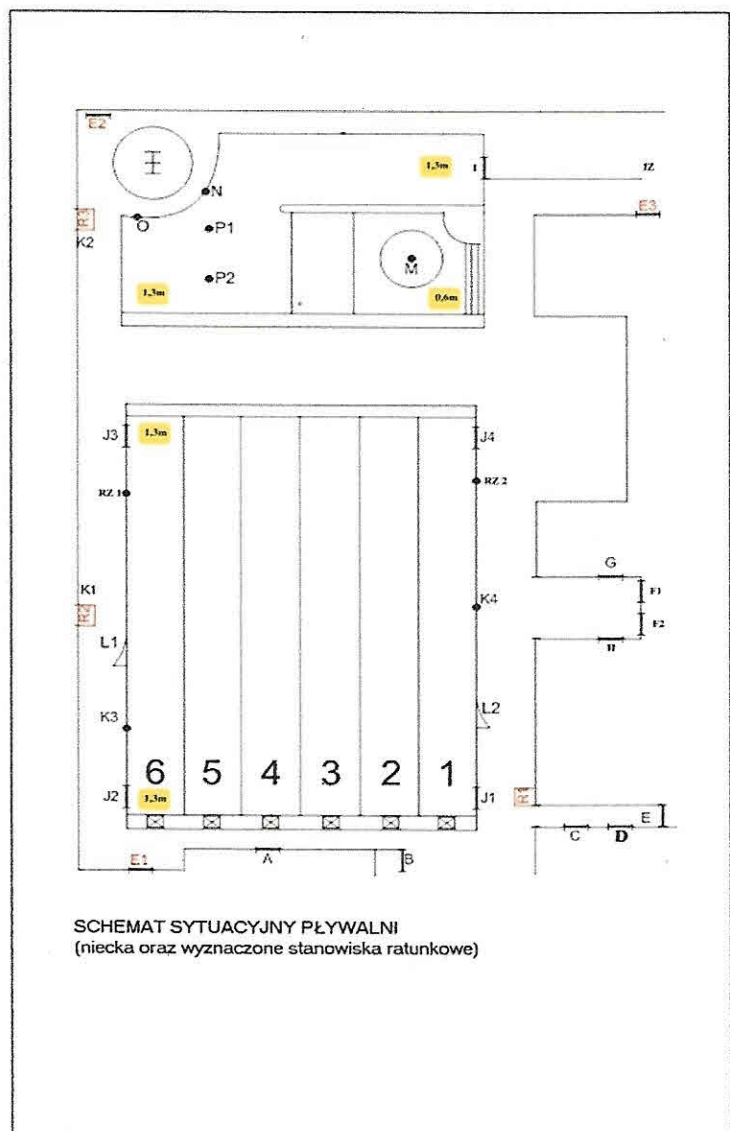 E2
1,3m
I
IZ
N
R3
O
P1
E3
K2
M
P2
1,3m
0,6m
J3
1,3m
J4
RZ 1
RZ 2
G
K1
F1
K4
R2
F2
L1
H
L2
K3
6 5 4 3 2 1
J2
1,3m
J1
R1
E
E1
A
B
C
D
SCHEMAT SYTUACYJNY PŁYWALNI
(niecka oraz wyznaczone stanowiska ratunkowe)